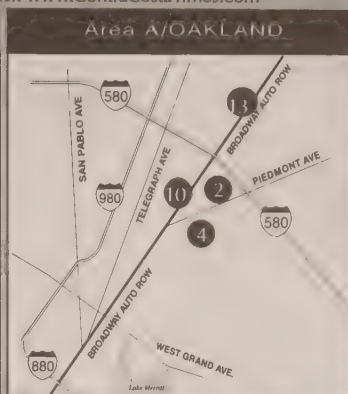 Area A/OAKLAND
580
SAN PABLO AVE
980
TELEGRAPH AVE
13
BROADWAY AUTO ROW
10
2
PIEDMONT AVE
4
580
BROADWAY AUTO ROW
WEST GRAND AVE.
880
Lake Merritt